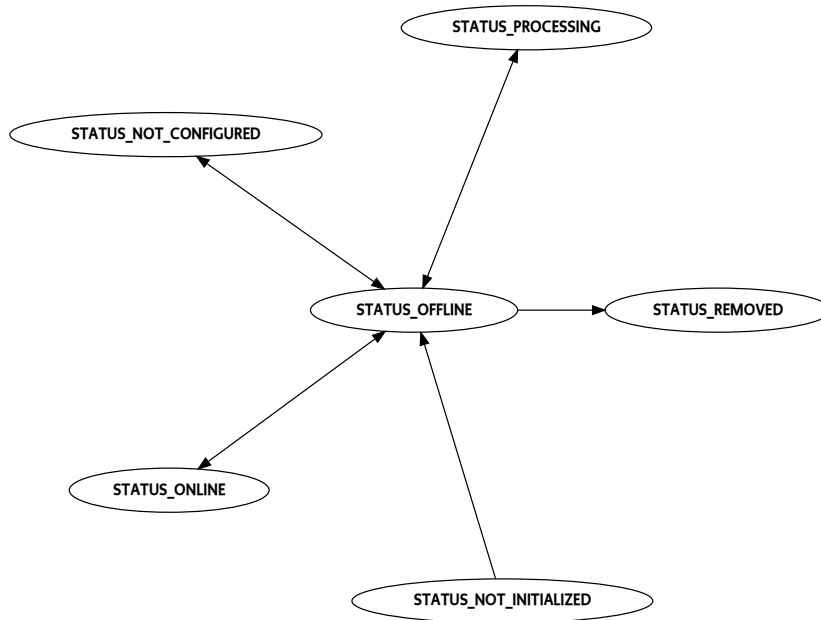 STATUS_PROCESSING
STATUS_NOT_CONFIGURED
STATUS_OFFLINE
STATUS_REMOVED
STATUS_ONLINE
STATUS_NOT_INITIALIZED